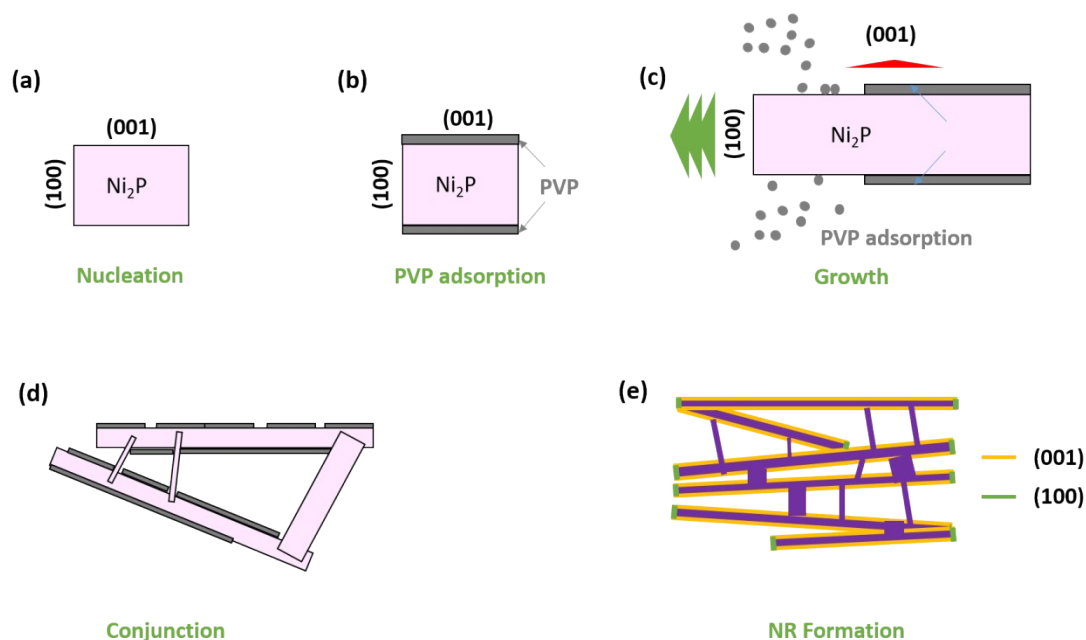 (a)
(001)
(100)
Ni₂P
Nucleation
(b)
(001)
(100)
Ni₂P
PVP
PVP adsorption
(c)
(001)
(100)
Ni₂P
PVP adsorption
Growth
(d)
Conjunction
(e)
(001)
(100)
NR Formation